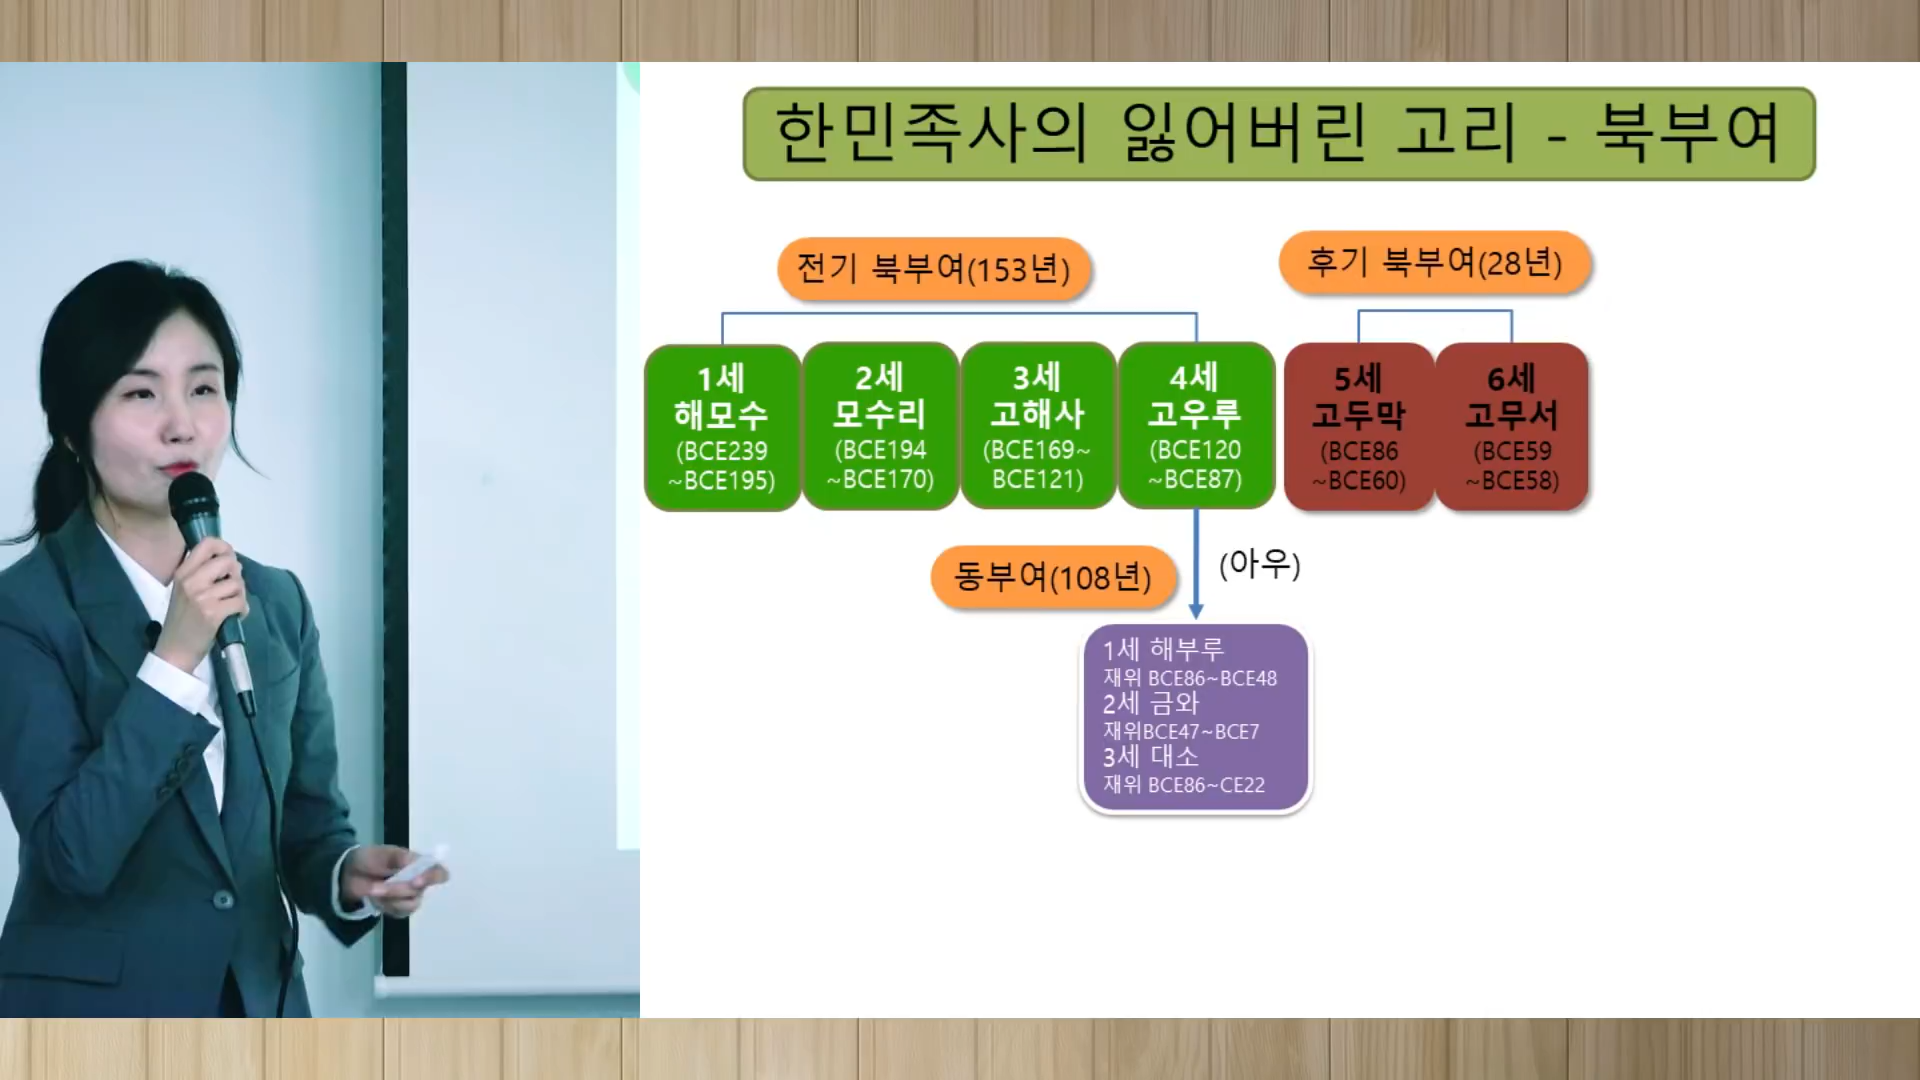 한민족사의 잃어버린 고리 - 북부여
전기 북부여(153년)
후기 북부여(28년)
1세
해모수
(BCE239
~BCE195)
2세
모수리
(BCE194
~BCE170)
3세
고해사
(BCE169~
BCE121)
4세
고우루
(BCE120
~BCE87)
5세
고두막
(BCE86
~BCE60)
6세
고무서
(BCE59
~BCE58)
동부여(108년)
(아우)
1세 해부루
재위 BCE86~BCE48
2세 금와
재위BCE47~BCE7
3세 대소
재위 BCE86~CE22